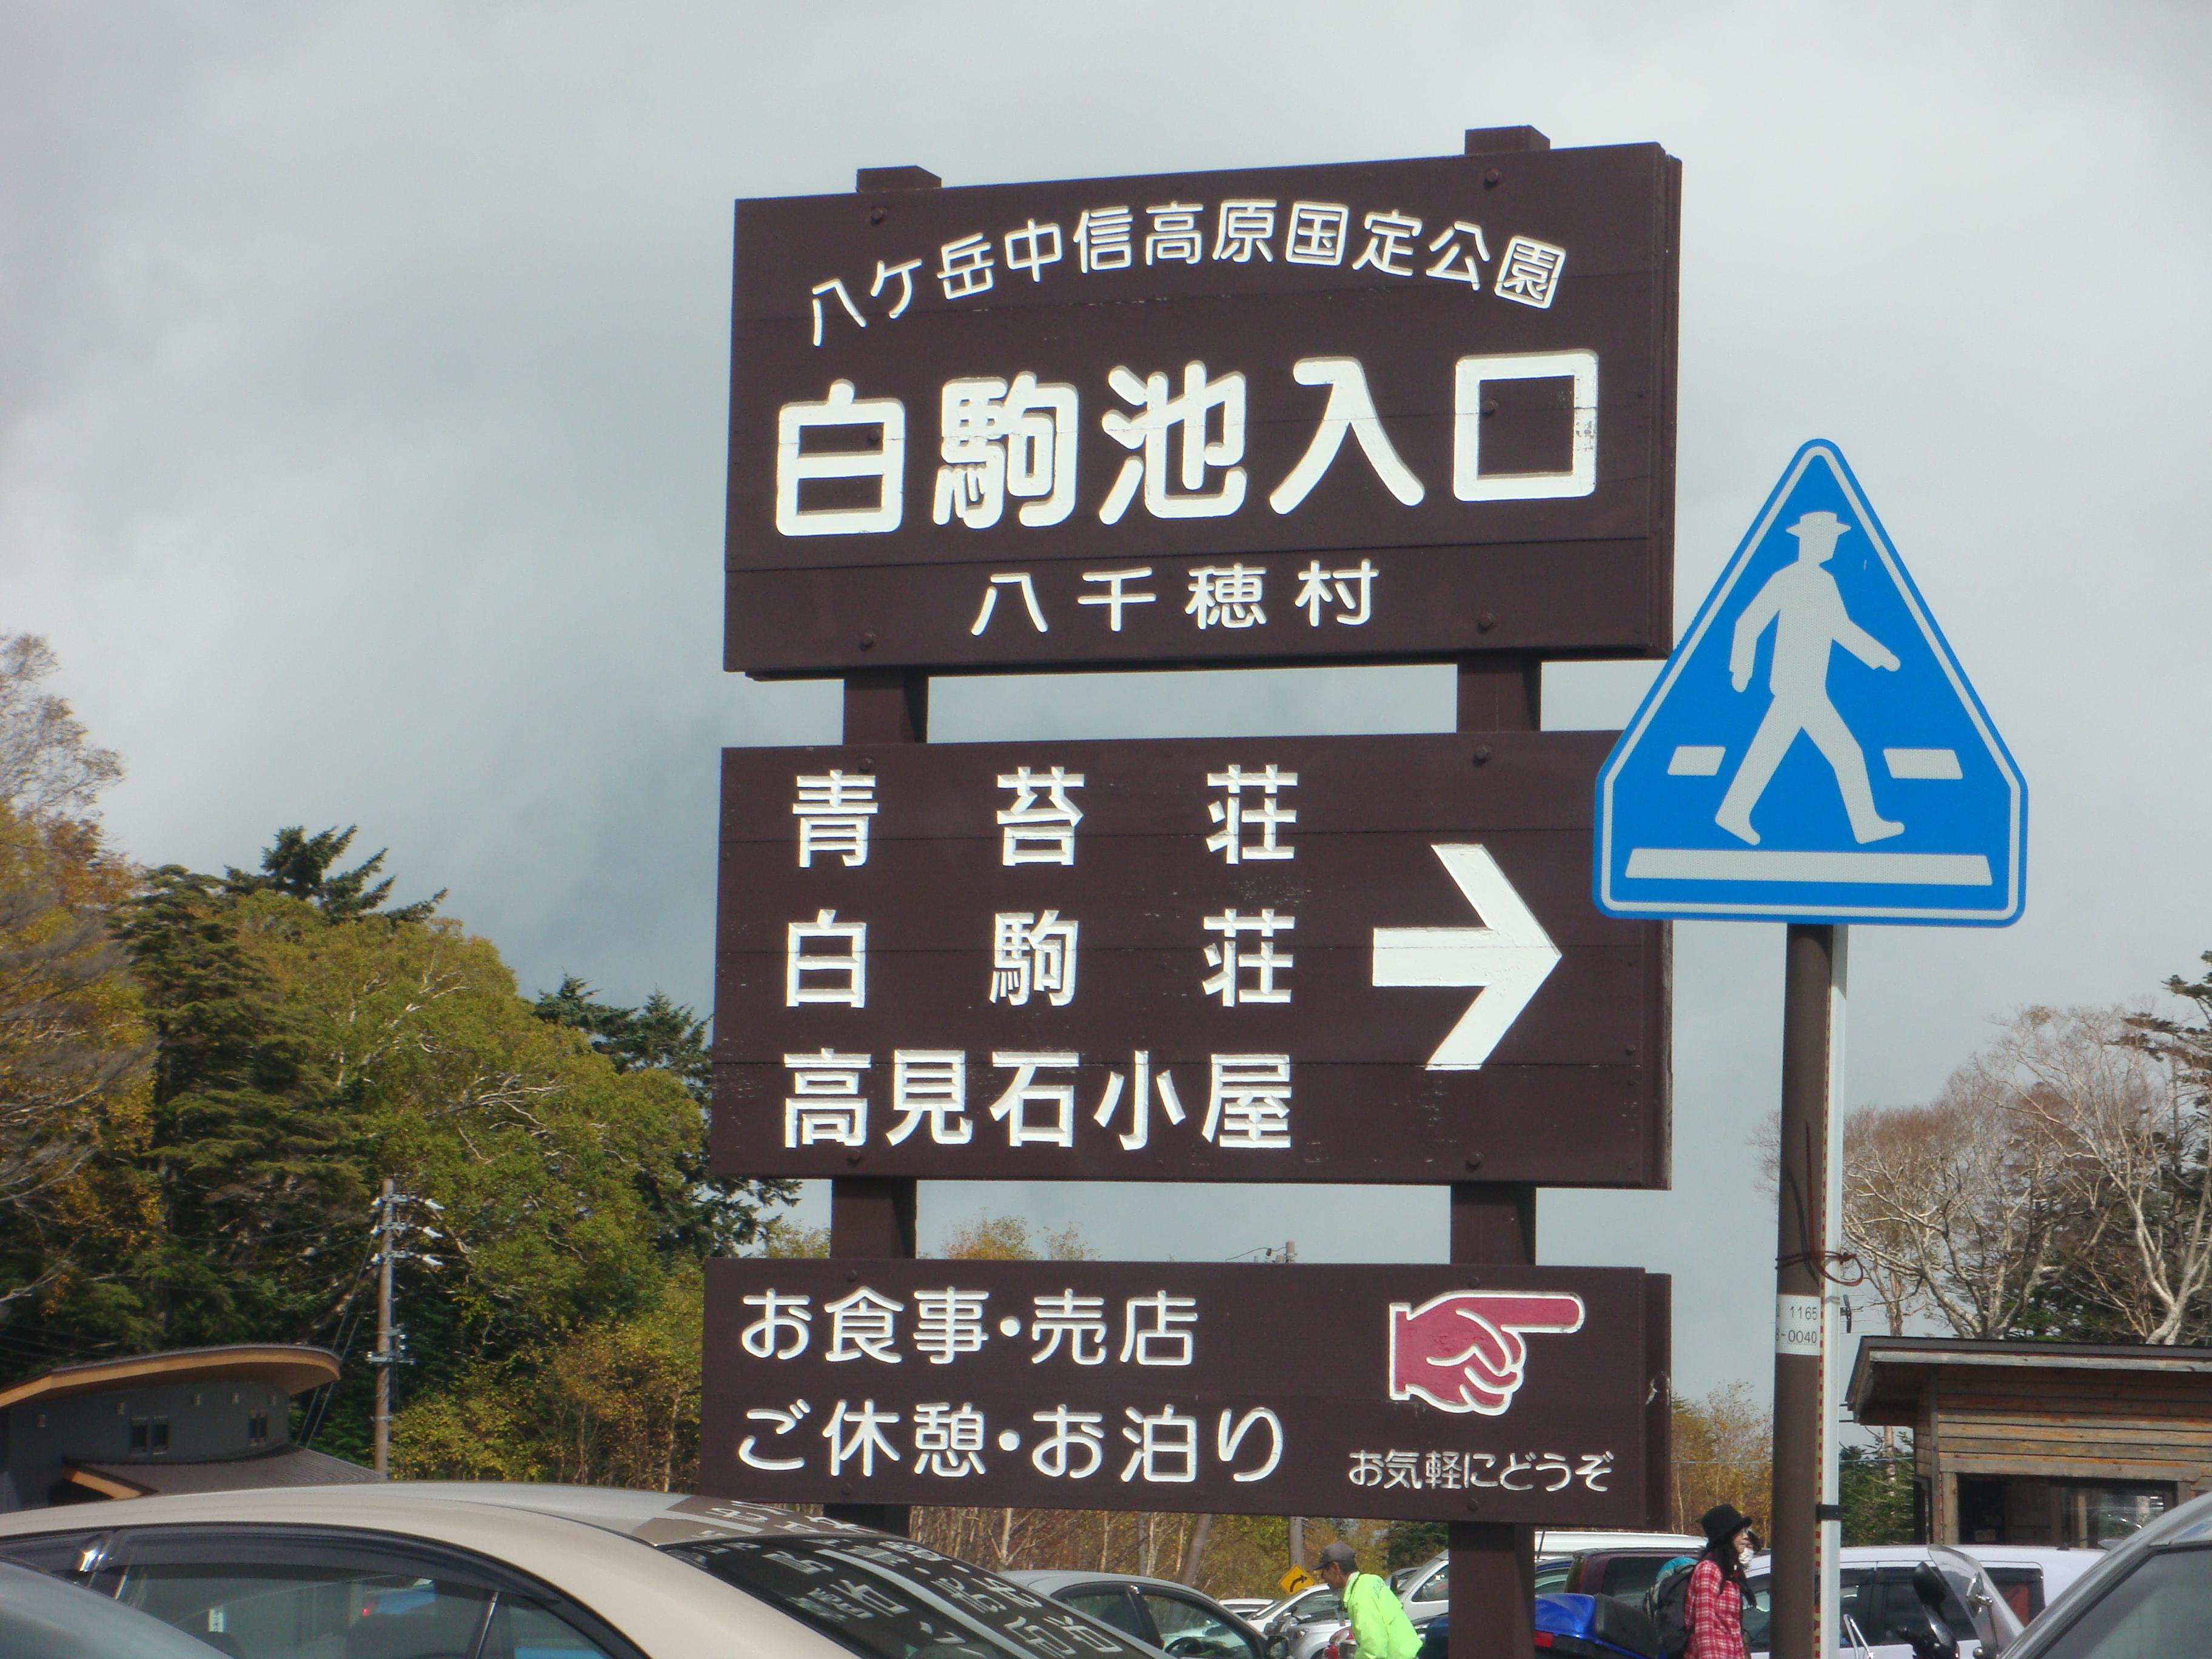 八ケ岳中信高原国定公園
白駒池入口
八千穂村
青苔荘
白駒荘
高見石小屋
お食事・売店
ご休憩・お泊り
お気軽にどうぞ
1165
-0040